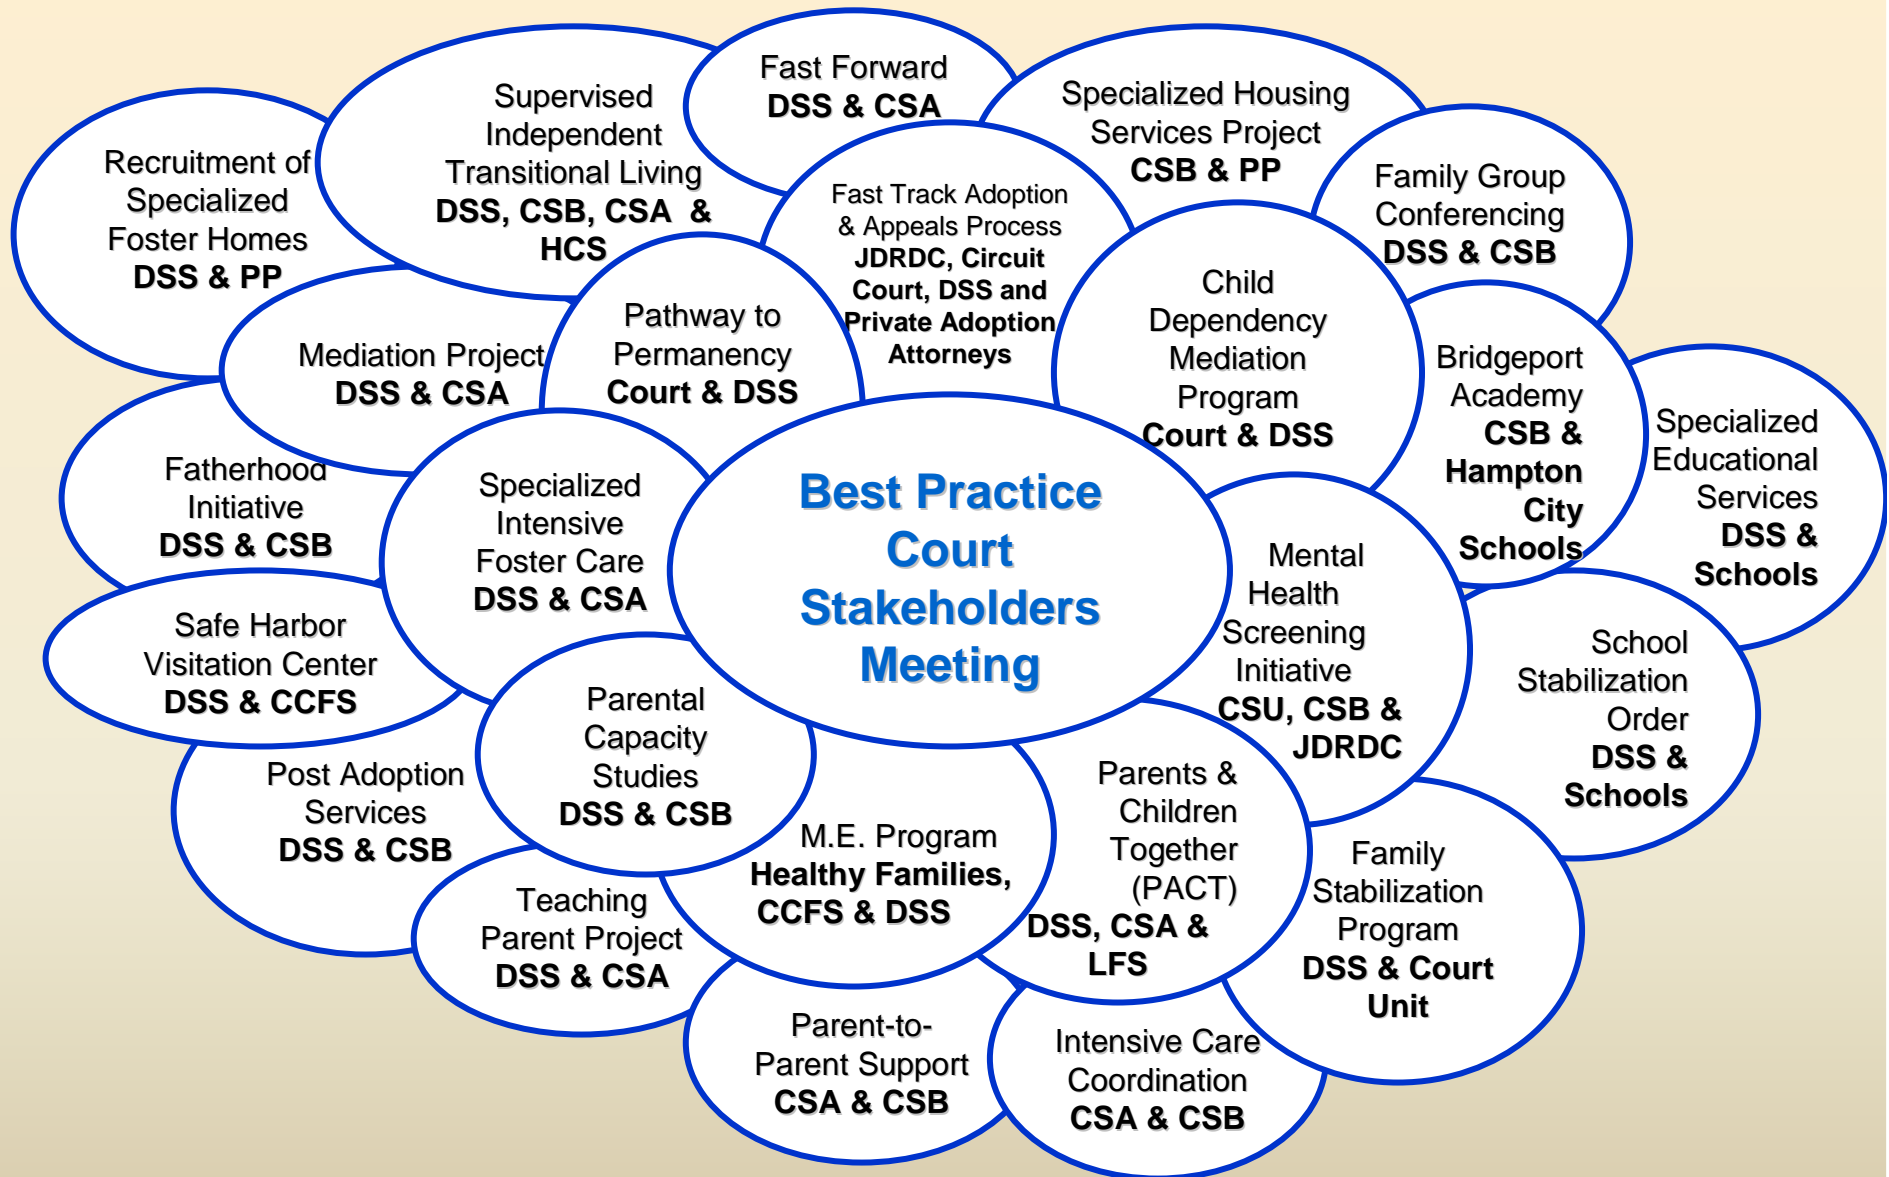 Fast Forward
DSS & CSA
Supervised
Independent
Transitional Living
DSS, CSB, CSA &
HCS
Specialized Housing
Services Project
CSB & PP
Recruitment of
Specialized
Foster Homes
DSS & PP
Fast Track Adoption
& Appeals Process
JDRDC, Circuit
Court, DSS and
Private Adoption
Attorneys
Family Group
Conferencing
DSS & CSB
Child
Dependency
Mediation
Program
Court & DSS
Pathway to
Permanency
Court & DSS
Mediation Project
DSS & CSA
Bridgeport
Academy
CSB &
Hampton
City
Schools
Specialized
Educational
Services
DSS &
Schools
Fatherhood
Initiative
DSS & CSB
Specialized
Intensive
Foster Care
DSS & CSA
Best Practice
Court
Stakeholders
Meeting
Mental
Health
Screening
Initiative
CSU, CSB &
JDRDC
Safe Harbor
Visitation Center
DSS & CCFS
School
Stabilization
Order
DSS &
Schools
Parental
Capacity
Studies
DSS & CSB
Post Adoption
Services
DSS & CSB
Parents &
Children
Together
(PACT)
DSS, CSA &
LFS
M.E. Program
Healthy Families,
CCFS & DSS
Family
Stabilization
Program
DSS & Court
Unit
Teaching
Parent Project
DSS & CSA
Parent-to-
Parent Support
CSA & CSB
Intensive Care
Coordination
CSA & CSB